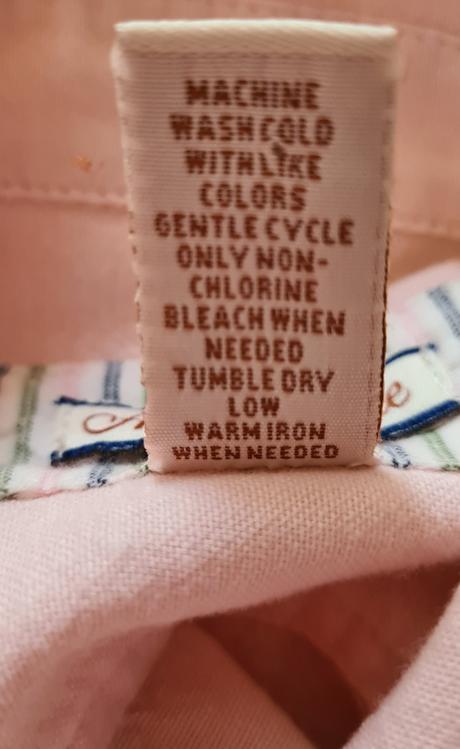 MACHINE
WASH COLD
WITH LIKE
COLORS
GENTLE CYCLE
ONLY NON-
CHLORINE
BLEACH WHEN
NEEDED
TUMBLE DRY
LOW
WARM IRON
WHEN NEEDED